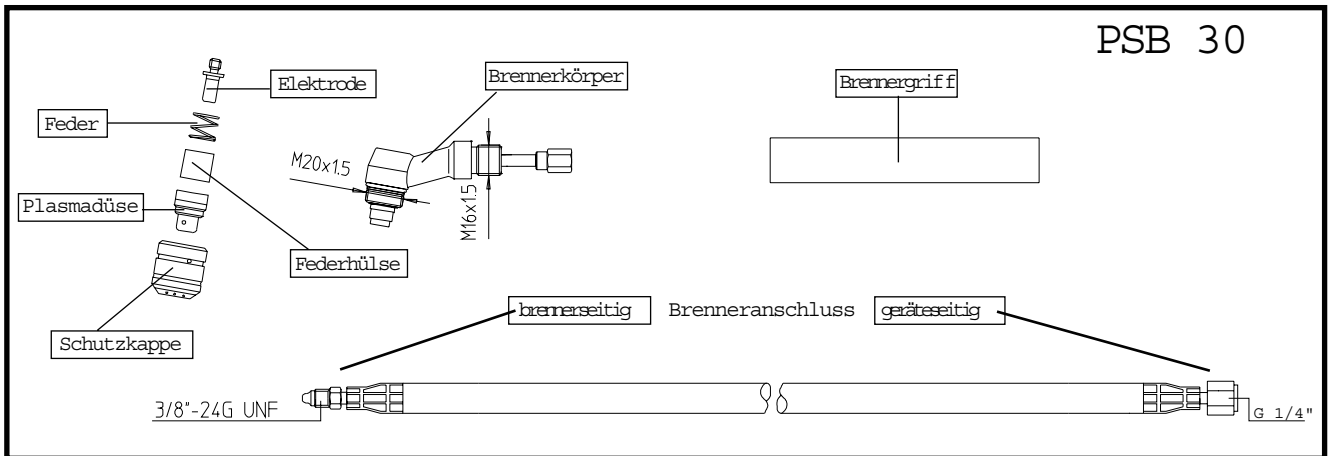 PSB 30
Elektrode
Brennerkörper
Brennergriff
Feder
M20x1.5
M16x1.5
Plasmadüse
Federhülse
Schutzkappe
brennerseitig Brenneranschluss geräteseitig
3/8"-24G UNF
G 1/4"